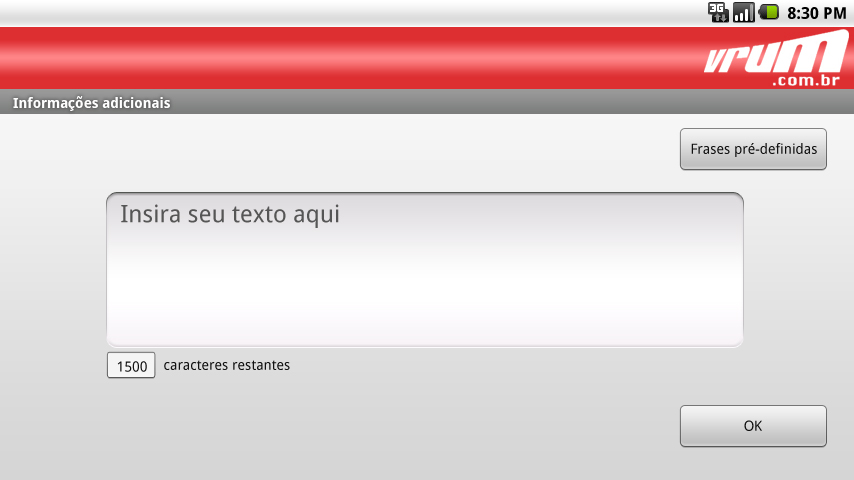 3G
8:30 PM
vrum
.com.br
Informações adicionais
Frases pré-definidas
Insira seu texto aqui
1500 caracteres restantes
OK